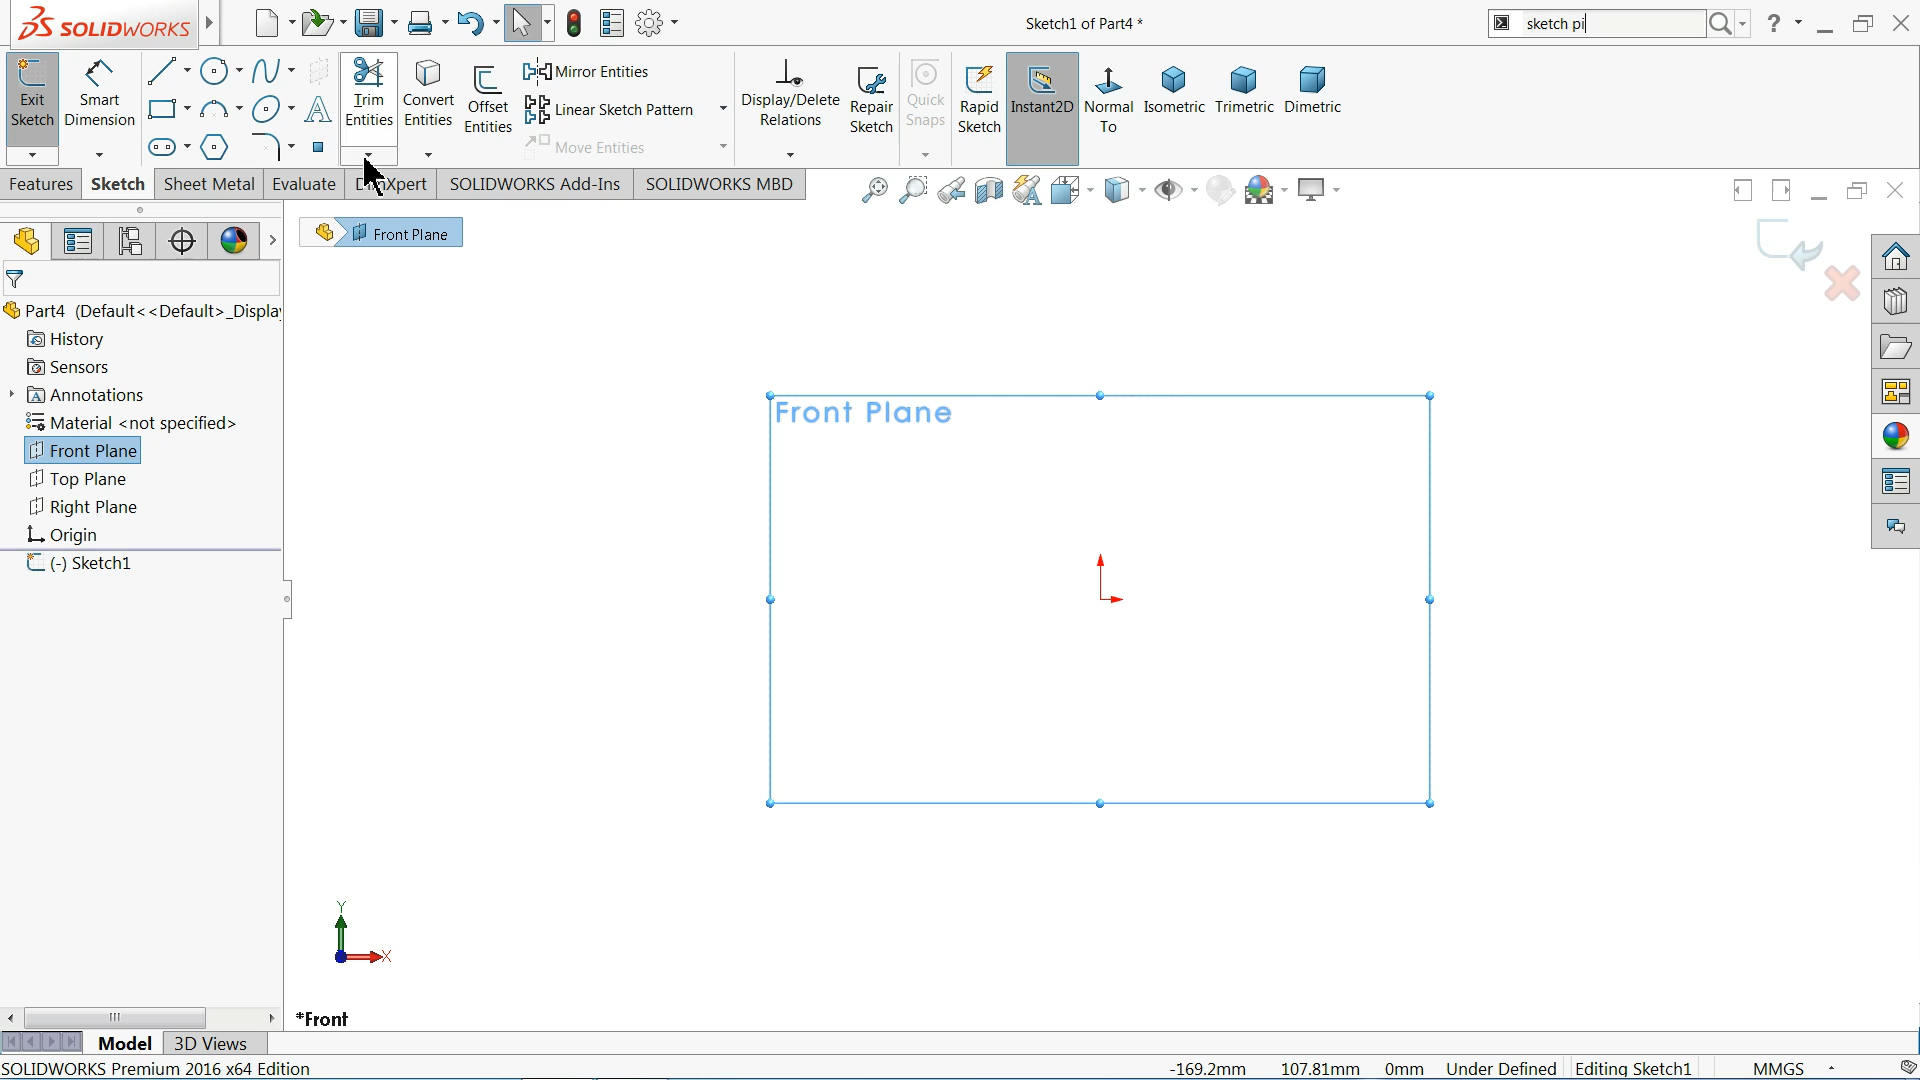 SOLIDWORKS
Sketch1 of Part4 *
sketch pi
?
Exit Sketch
Smart Dimension
Trim Entities
Convert Entities
Offset Entities
Mirror Entities
Linear Sketch Pattern
Move Entities
Display/Delete Relations
Repair Sketch
Quick Snaps
Rapid Sketch
Instant2D
Normal To
Isometric
Trimetric
Dimetric
Features
Sketch
Sheet Metal
Evaluate
SOLIDWORKS Add-Ins
SOLIDWORKS MBD
Front Plane
Part4 (Default<<Default>_Display
History
Sensors
Annotations
Material <not specified>
Front Plane
Top Plane
Right Plane
Origin
(-) Sketch1
Front Plane
Y
X
*Front
Model
3D Views
SOLIDWORKS Premium 2016 x64 Edition
-169.2mm
107.81mm
0mm
Under Defined
Editing Sketch1
MMGS